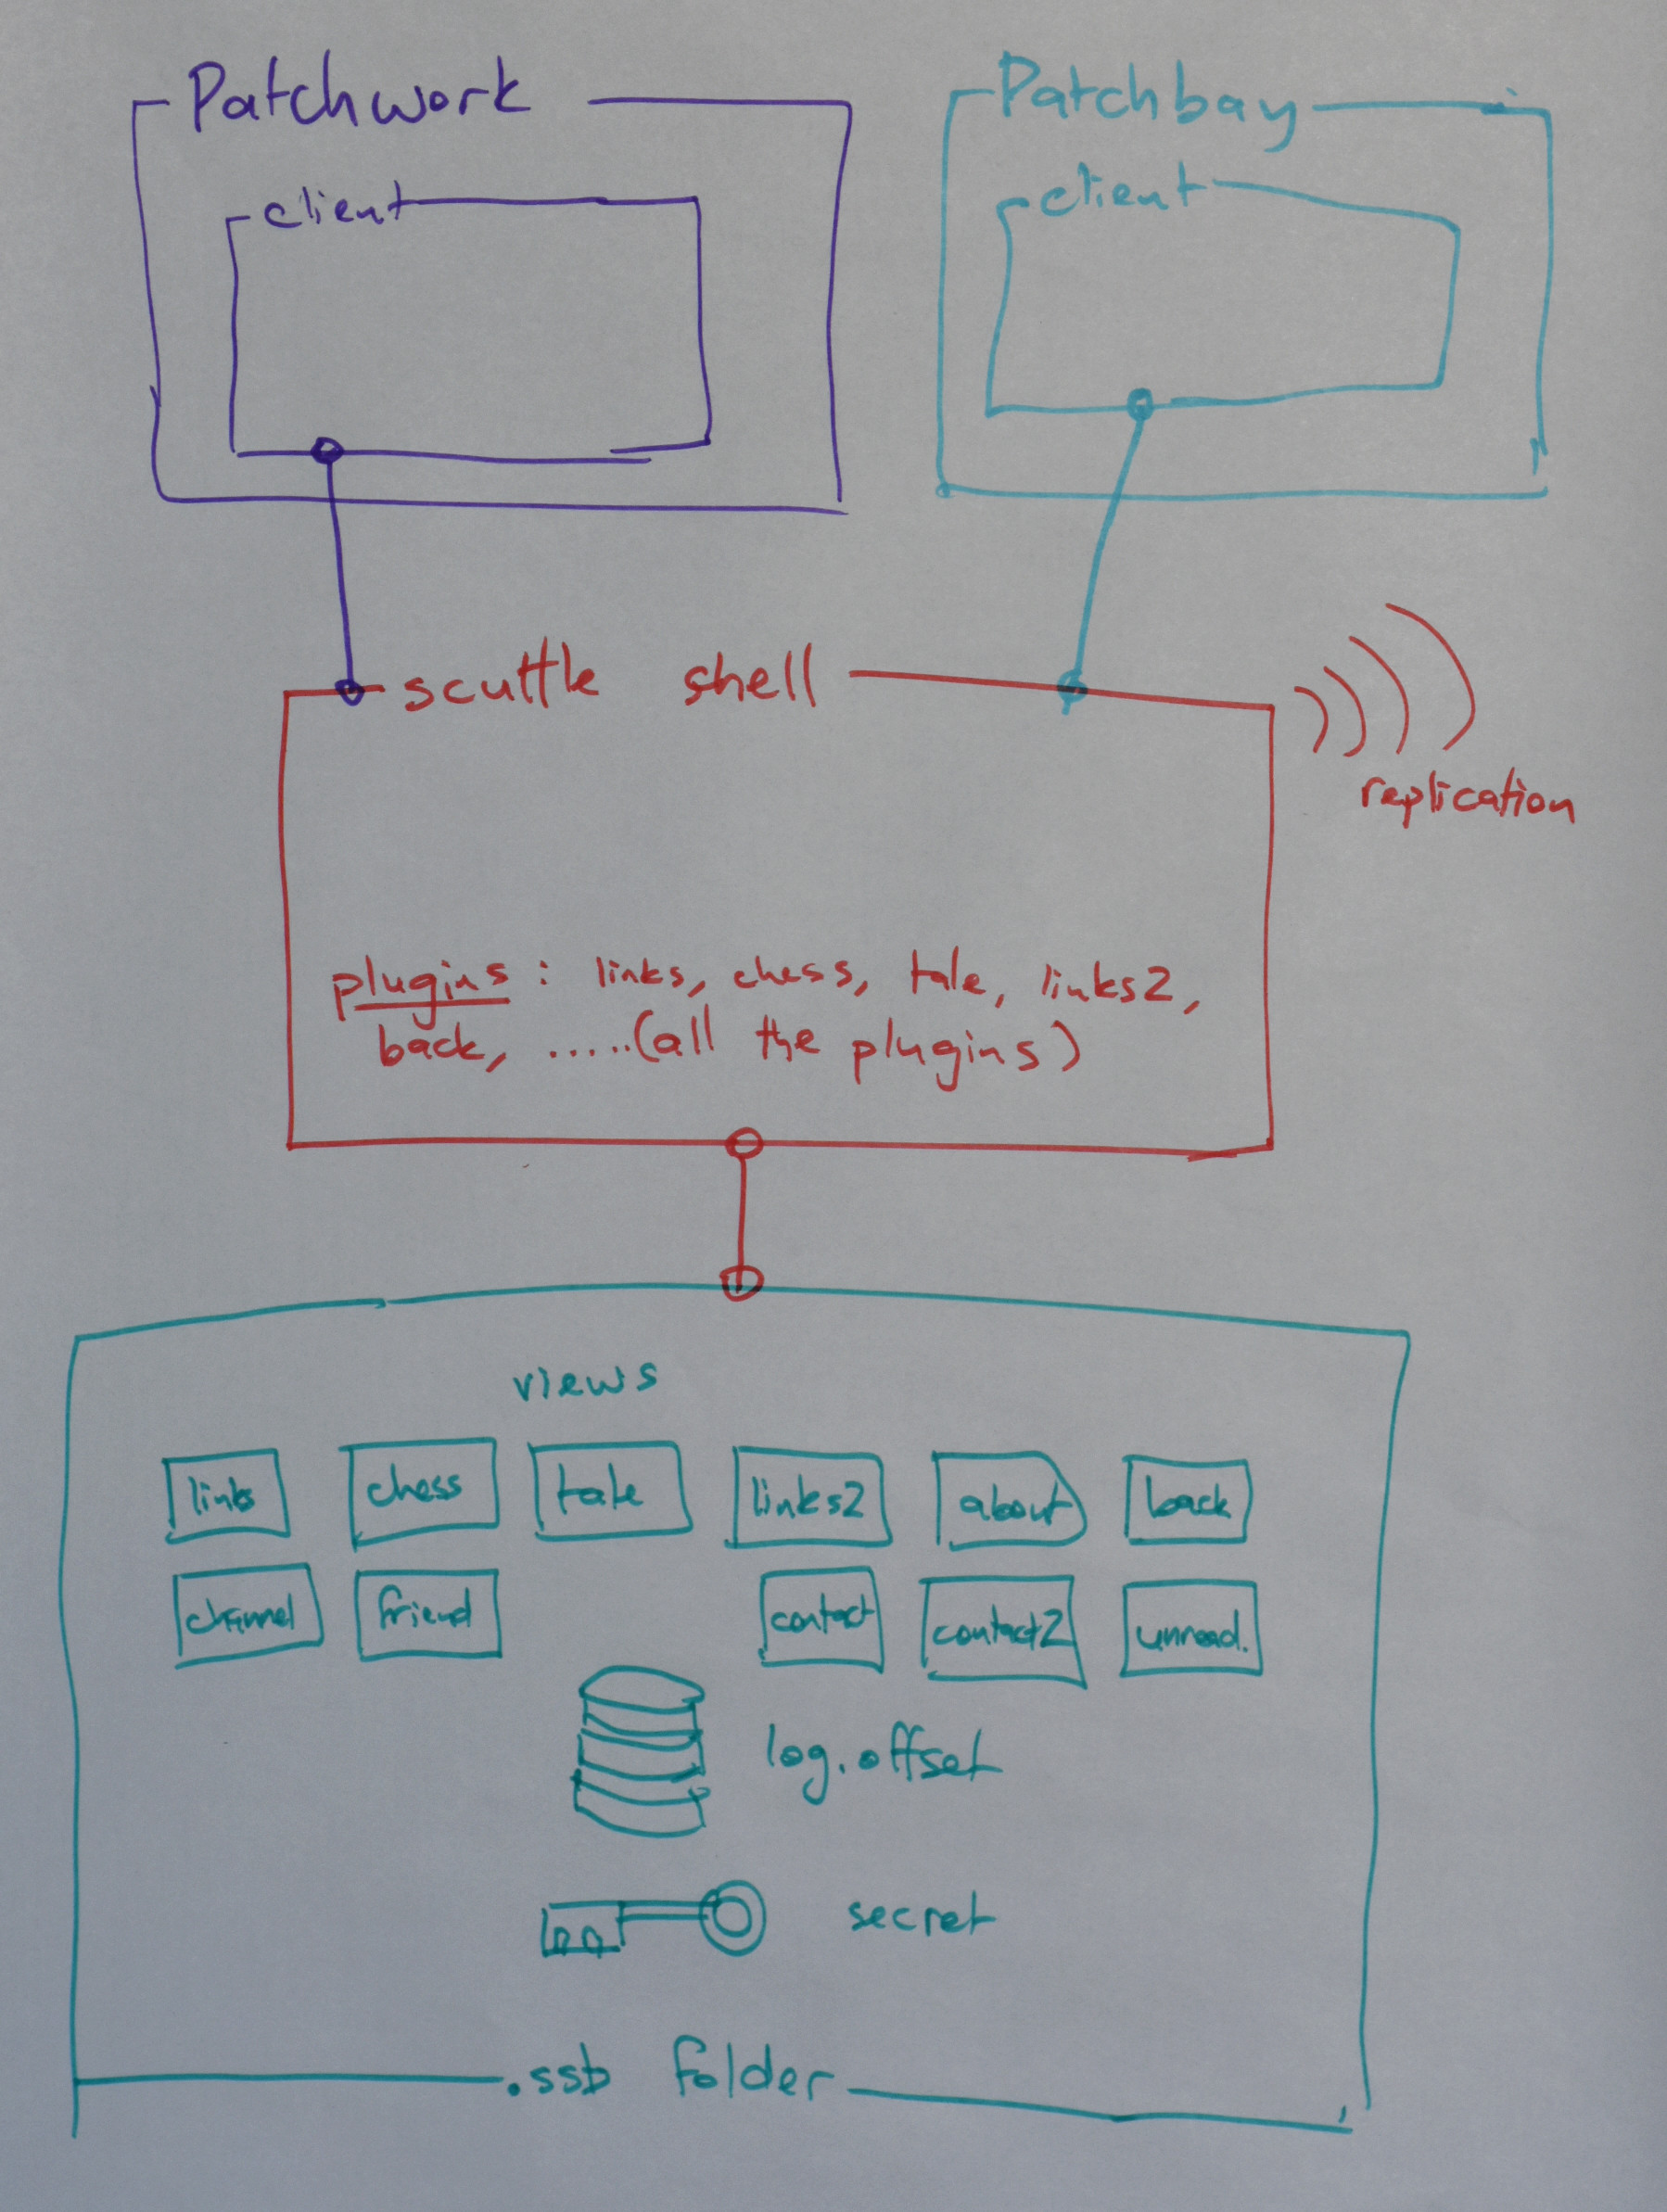 Patchwork
Patchbay
client
client
scuttle shell
replication
plugins: links, chess, tale, links2,
back, .....(all the plugins)
views
links
chess
tale
links2
about
back
channel
friend
contact
contact2
unread.
log.offset
secret
.ssb folder